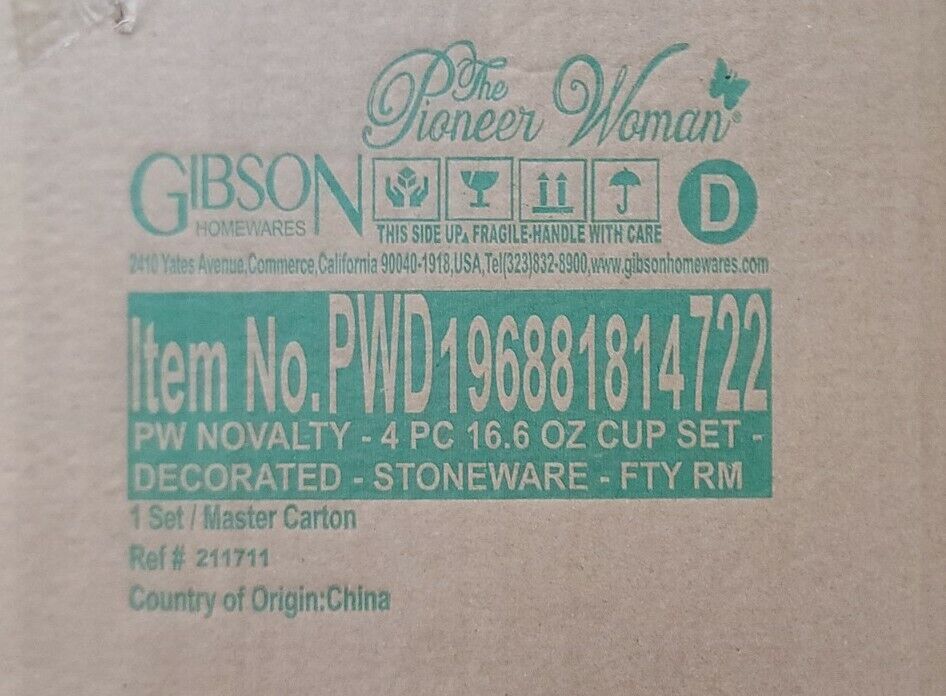 The
Pioneer Woman®
GIBSON
HOMEWARES
THIS SIDE UP▲ FRAGILE-HANDLE WITH CARE
D
2410 Yates Avenue,Commerce,California 90040-1918,USA,Tel(323)832-8900,www.gibsonhomewares.com
Item No.PWD196881814722
PW NOVALTY - 4 PC 16.6 OZ CUP SET -
DECORATED - STONEWARE - FTY RM
1 Set / Master Carton
Ref # 211711
Country of Origin:China